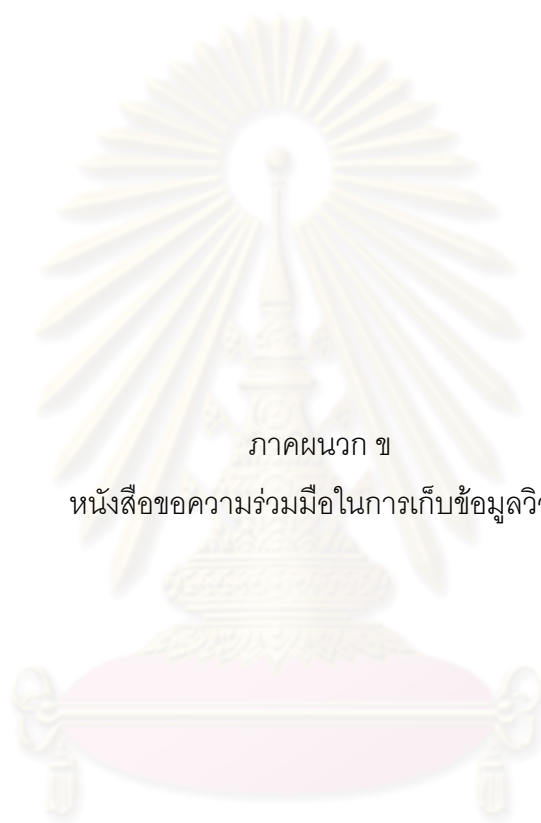 ภาคผนวก ข
หนังสือขอความร่วมมือในการเก็บข้อมูล